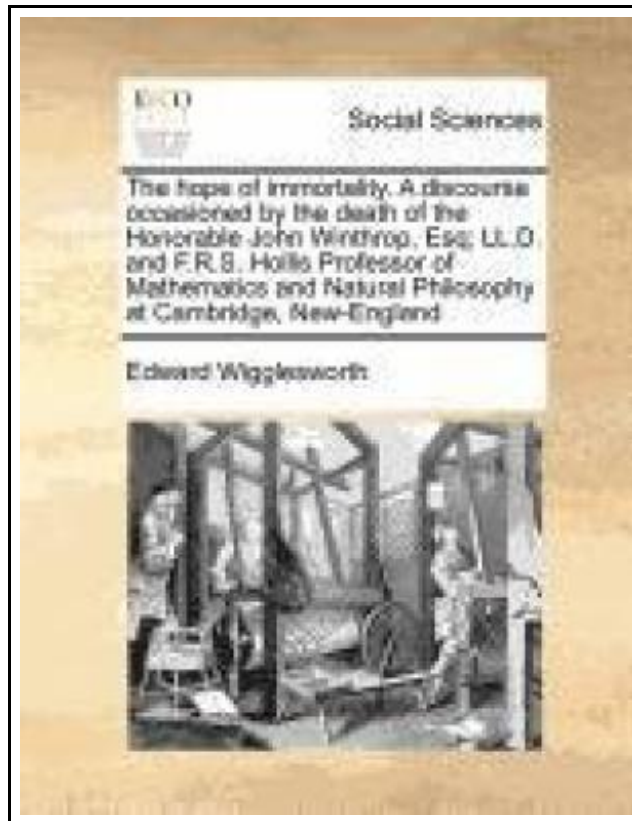 ECCO
Social Sciences
The hope of immortality. A discourse
occasioned by the death of the
Honorable John Winthrop, Esq; LL.D.
and F.R.S. Hollis Professor of
Mathematics and Natural Philosophy
at Cambridge, New-England
Edward Wigglesworth